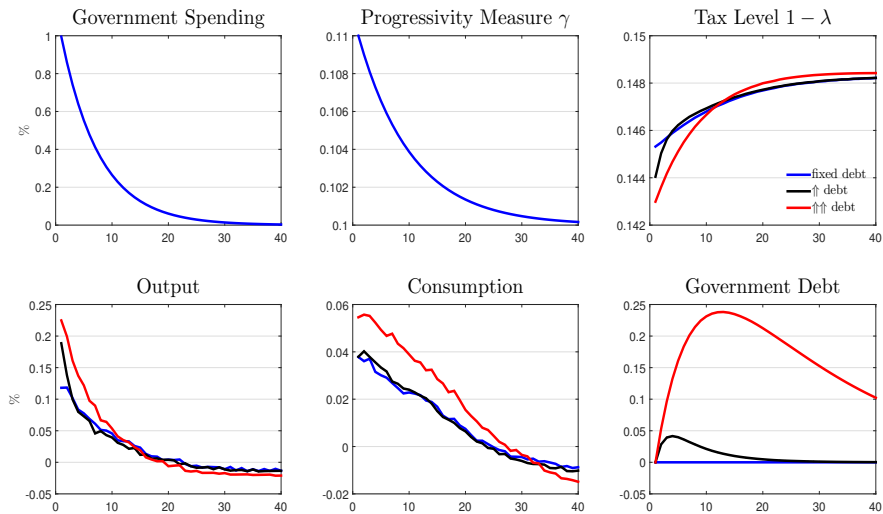 Government Spending
Progressivity Measure γ
Tax Level 1 − λ
1
0.8
0.6
0.4
0.2
0
%
0 10 20 30 40
0.11
0.108
0.106
0.104
0.102
0.1
0 10 20 30 40
0.15
0.148
0.146
0.144
0.142
0 10 20 30 40
fixed debt
⇑ debt
⇑⇑ debt
Output
Consumption
Government Debt
0.25
0.2
0.15
0.1
0.05
0
-0.05
%
0 10 20 30 40
0.06
0.04
0.02
0
-0.02
0 10 20 30 40
0.25
0.2
0.15
0.1
0.05
0
-0.05
0 10 20 30 40